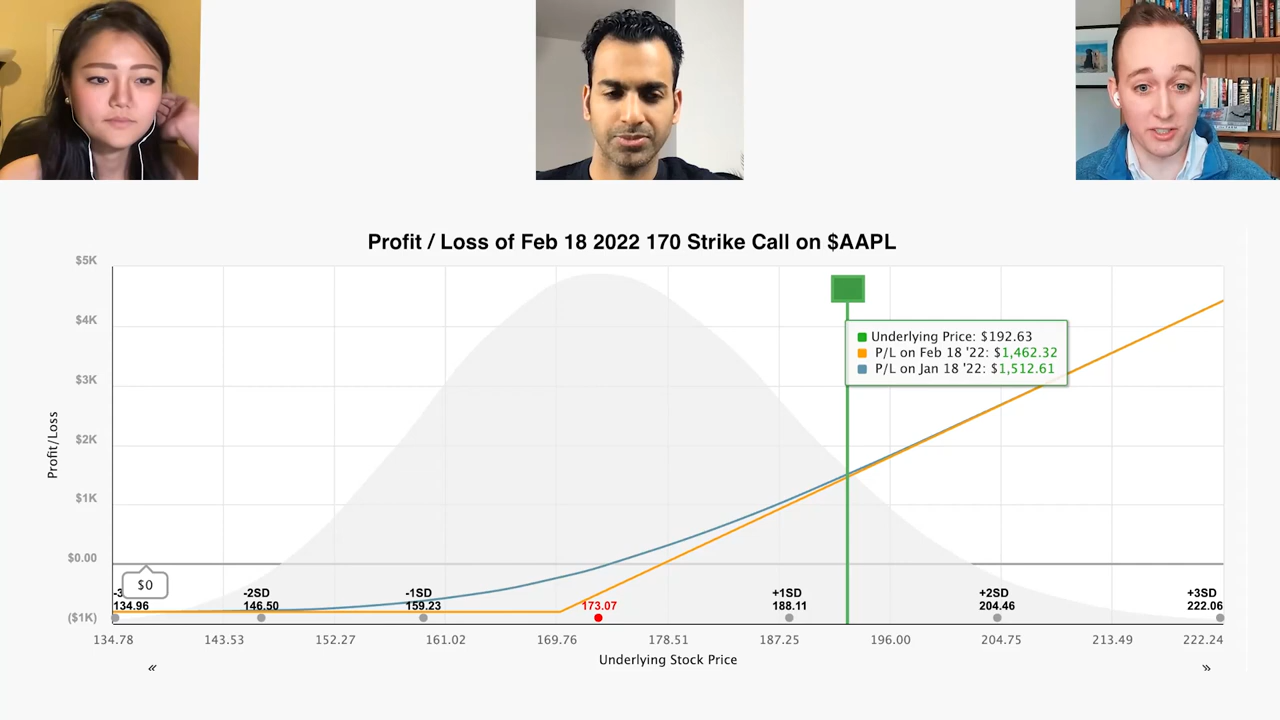 Profit / Loss of Feb 18 2022 170 Strike Call on $AAPL
$5K
$4K
$3K
$2K
$1K
$0.00
($1K)
Profit/Loss
Underlying Price: $192.63
P/L on Feb 18 '22: $1,462.32
P/L on Jan 18 '22: $1,512.61
$0
-3
134.96
-2SD
146.50
-1SD
159.23
173.07
+1SD
188.11
+2SD
204.46
+3SD
222.06
134.78 143.53 152.27 161.02 169.76 178.51 187.25 196.00 204.75 213.49 222.24
Underlying Stock Price
« »